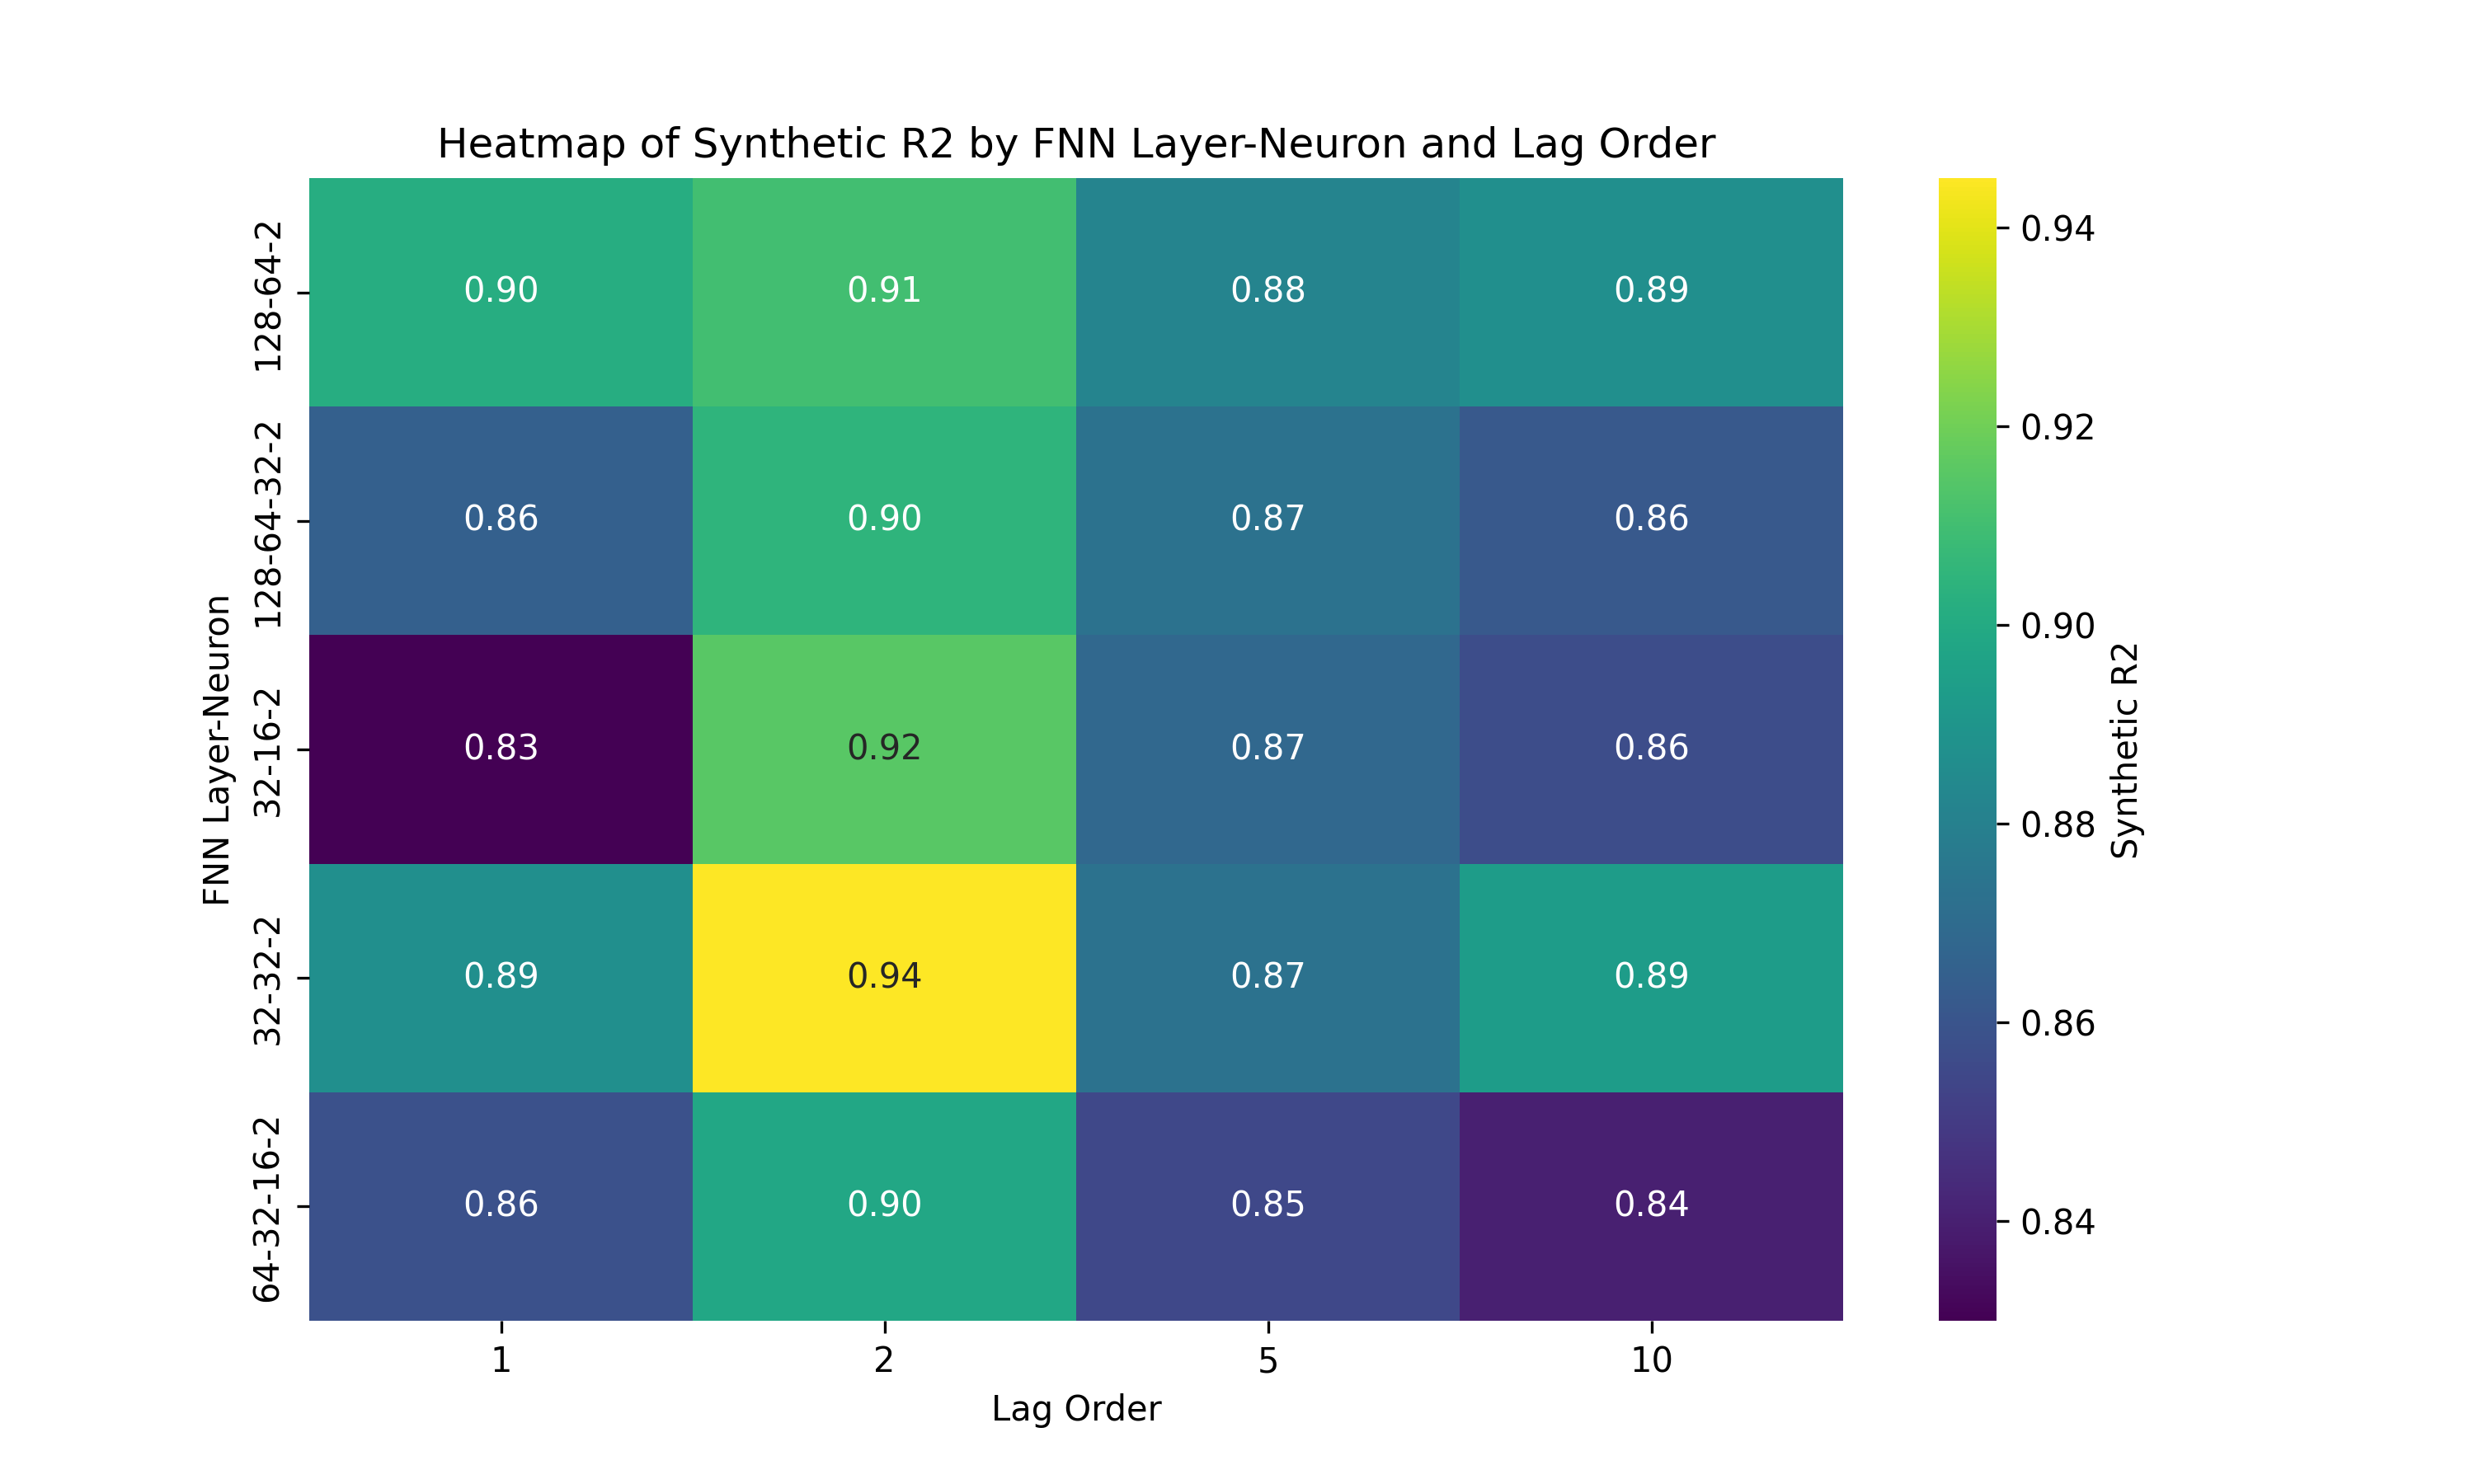 Heatmap of Synthetic R2 by FNN Layer-Neuron and Lag Order
FNN Layer-Neuron
128-64-2
0.90 0.91 0.88 0.89
128-64-32-2
0.86 0.90 0.87 0.86
32-16-2
0.83 0.92 0.87 0.86
32-32-2
0.89 0.94 0.87 0.89
64-32-16-2
0.86 0.90 0.85 0.84
1 2 5 10
Lag Order
0.94
0.92
0.90
0.88
0.86
0.84
Synthetic R2